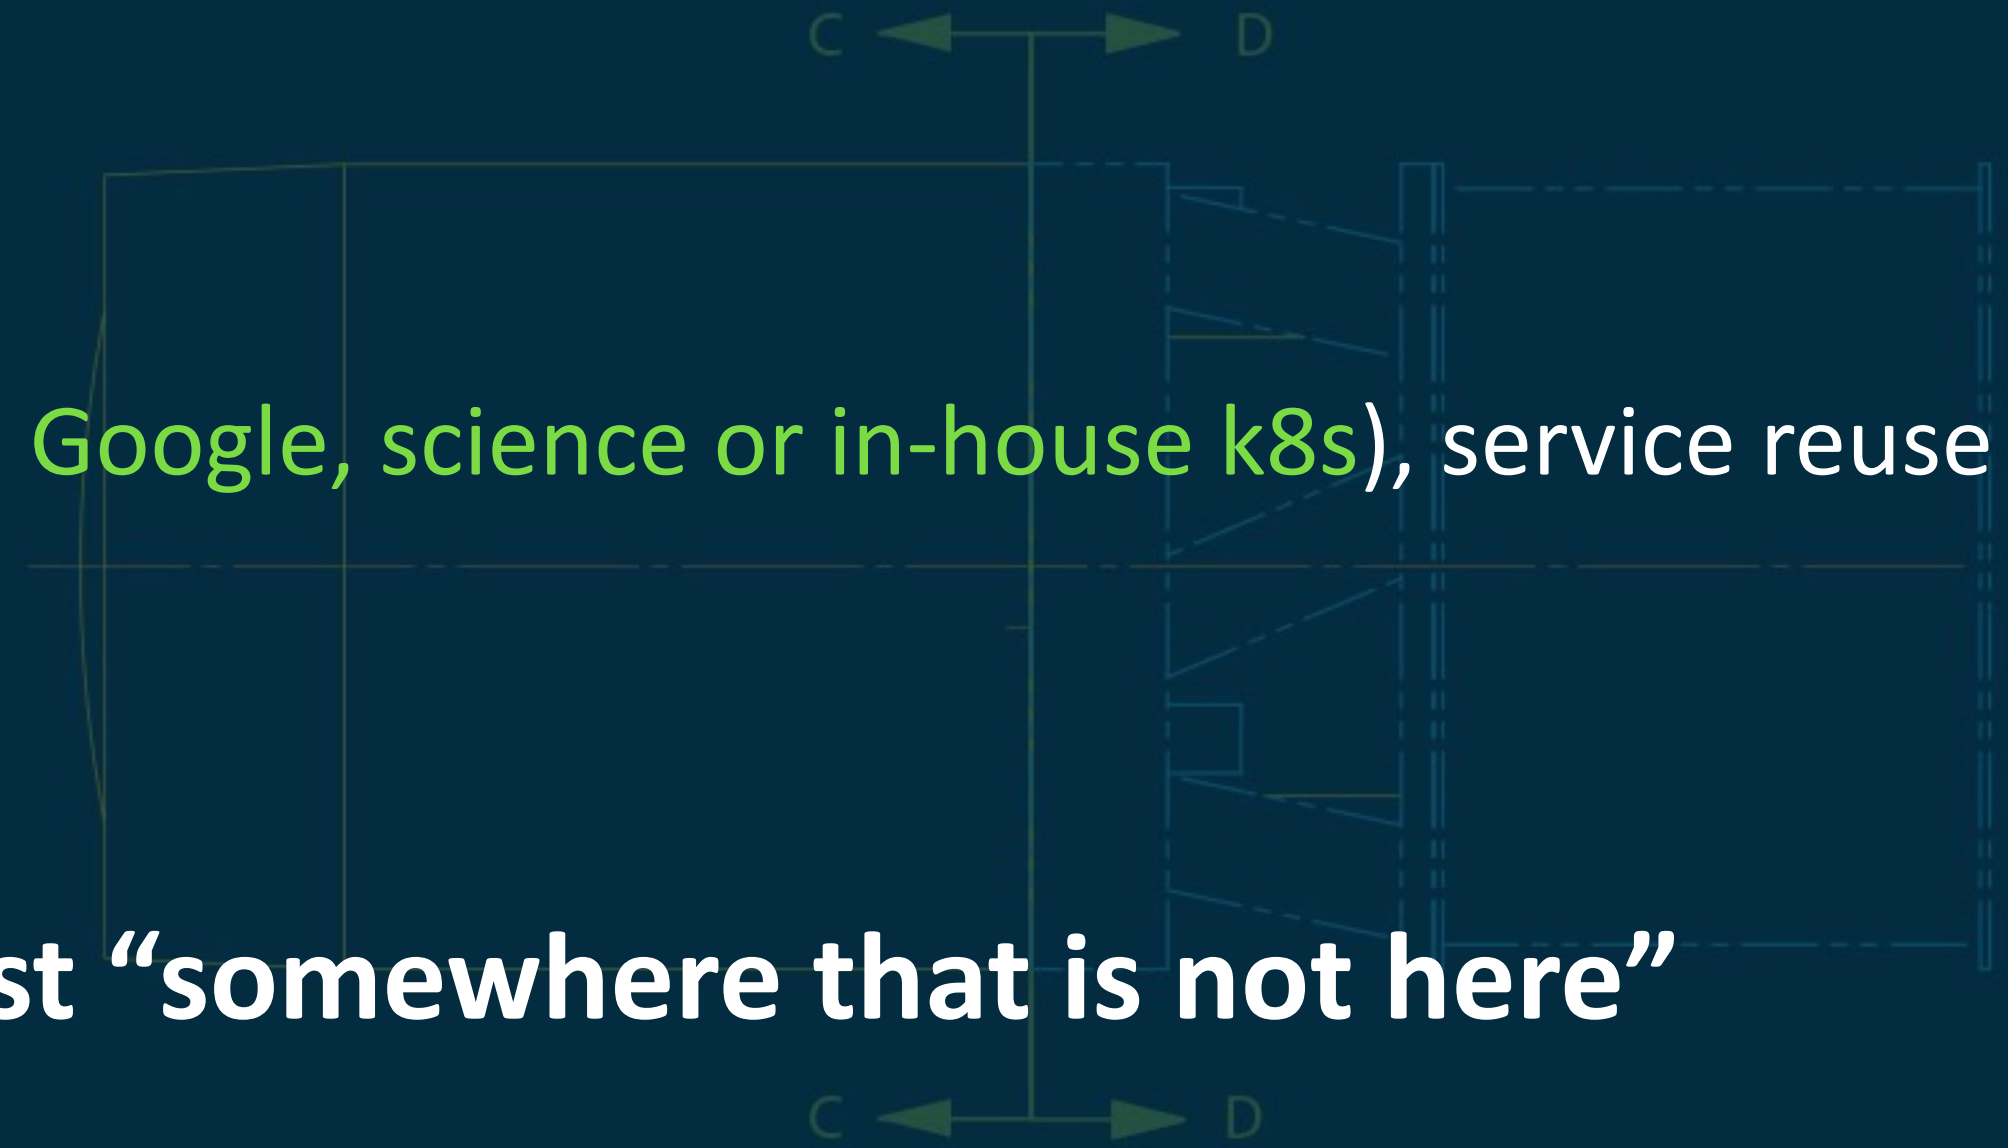 C D
Google, science or in-house k8s), service reuse
st “somewhere that is not here”
C D